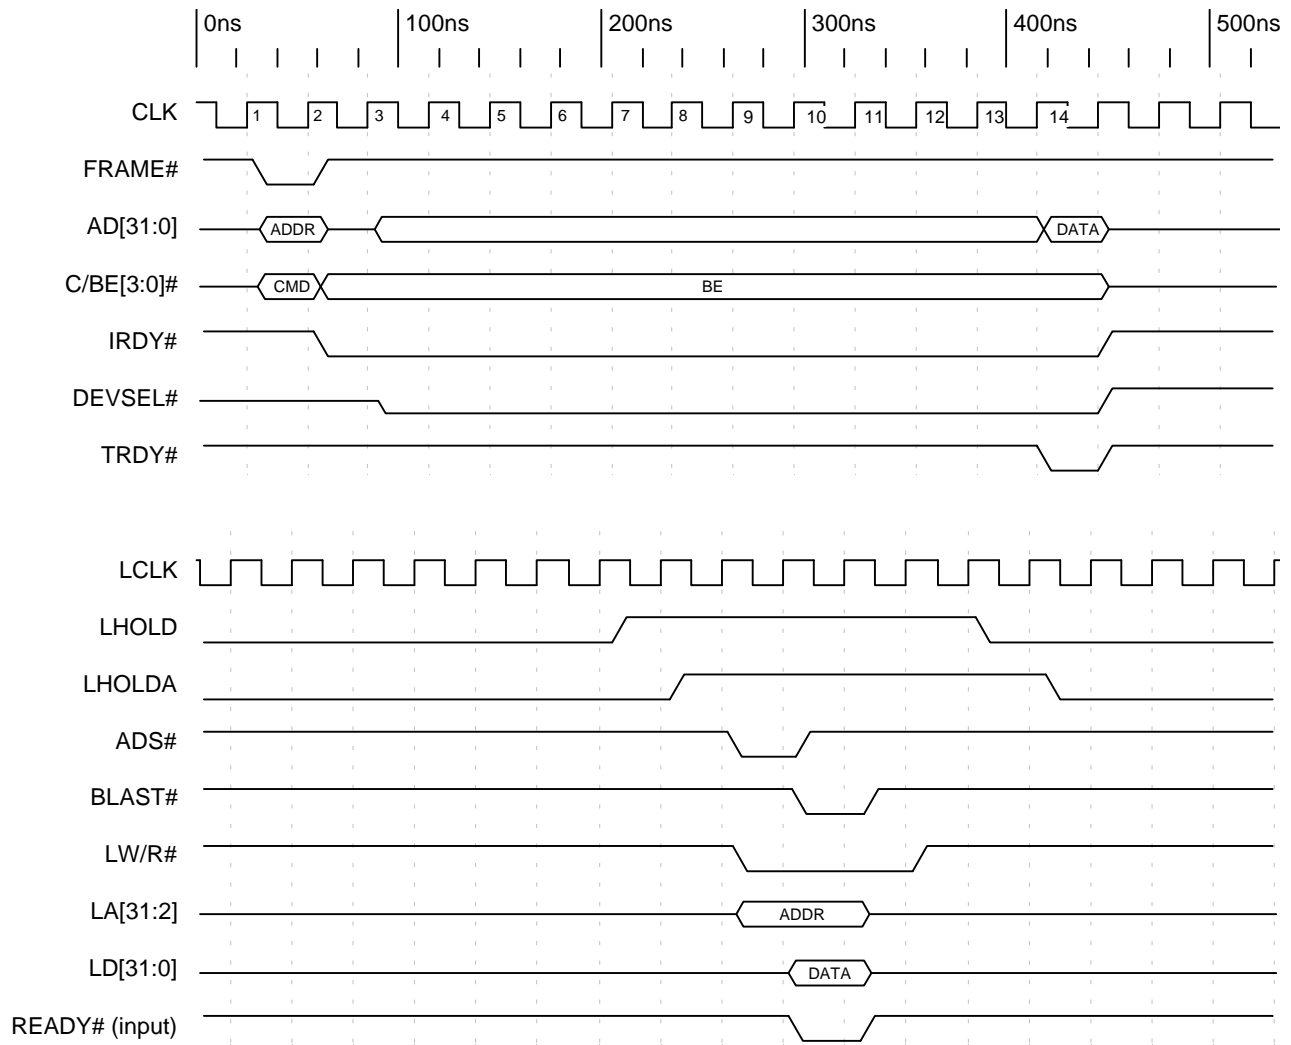 0ns 100ns 200ns 300ns 400ns 500ns
CLK 1 2 3 4 5 6 7 8 9 10 11 12 13 14
FRAME#
AD[31:0] ADDR DATA
C/BE[3:0]# CMD BE
IRDY#
DEVSEL#
TRDY#
LCLK
LHOLD
LHOLDA
ADS#
BLAST#
LW/R#
LA[31:2] ADDR
LD[31:0] DATA
READY# (input)